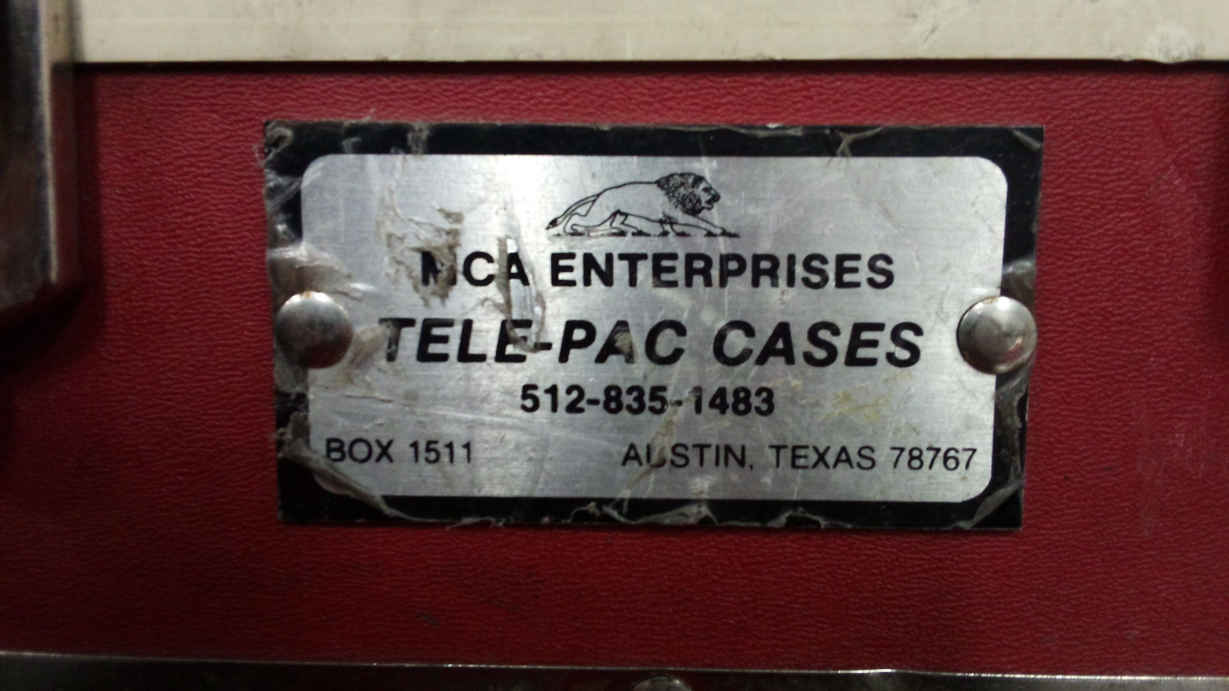 MCA ENTERPRISES
TELE-PAC CASES
512-835-1483
BOX 1511 AUSTIN, TEXAS 78767